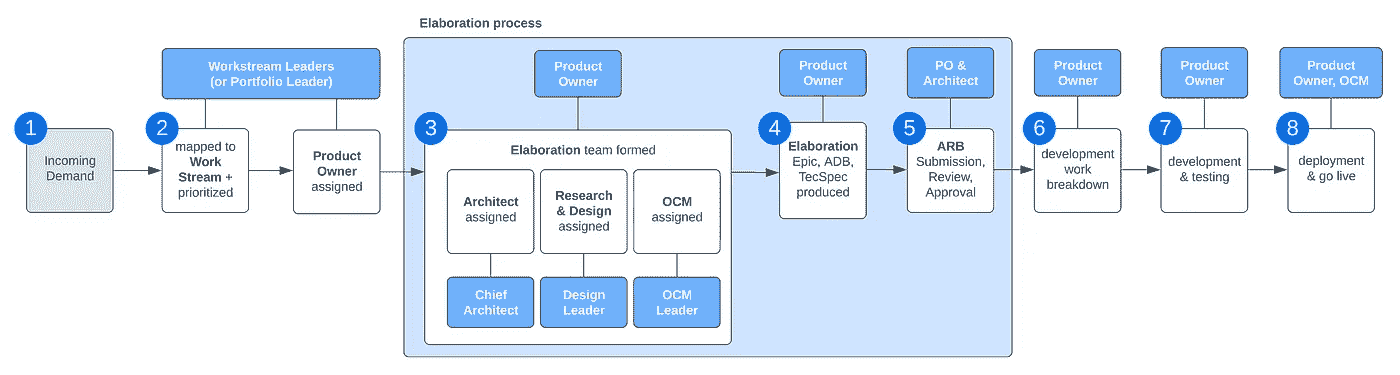 Elaboration process
Workstream Leaders
(or Portfolio Leader)
Product
Owner
Product
Owner
PO &
Architect
Product
Owner
Product
Owner
Product
Owner, OCM
1
Incoming
Demand
2
mapped to
Work
Stream +
prioritized
Product
Owner
assigned
3
Elaboration team formed
Architect
assigned
Research
& Design
assigned
OCM
assigned
Chief
Architect
Design
Leader
OCM
Leader
4
Elaboration
Epic, ADB,
TecSpec
produced
5
ARB
Submission,
Review,
Approval
6
development
work
breakdown
7
development
& testing
8
deployment
& go live